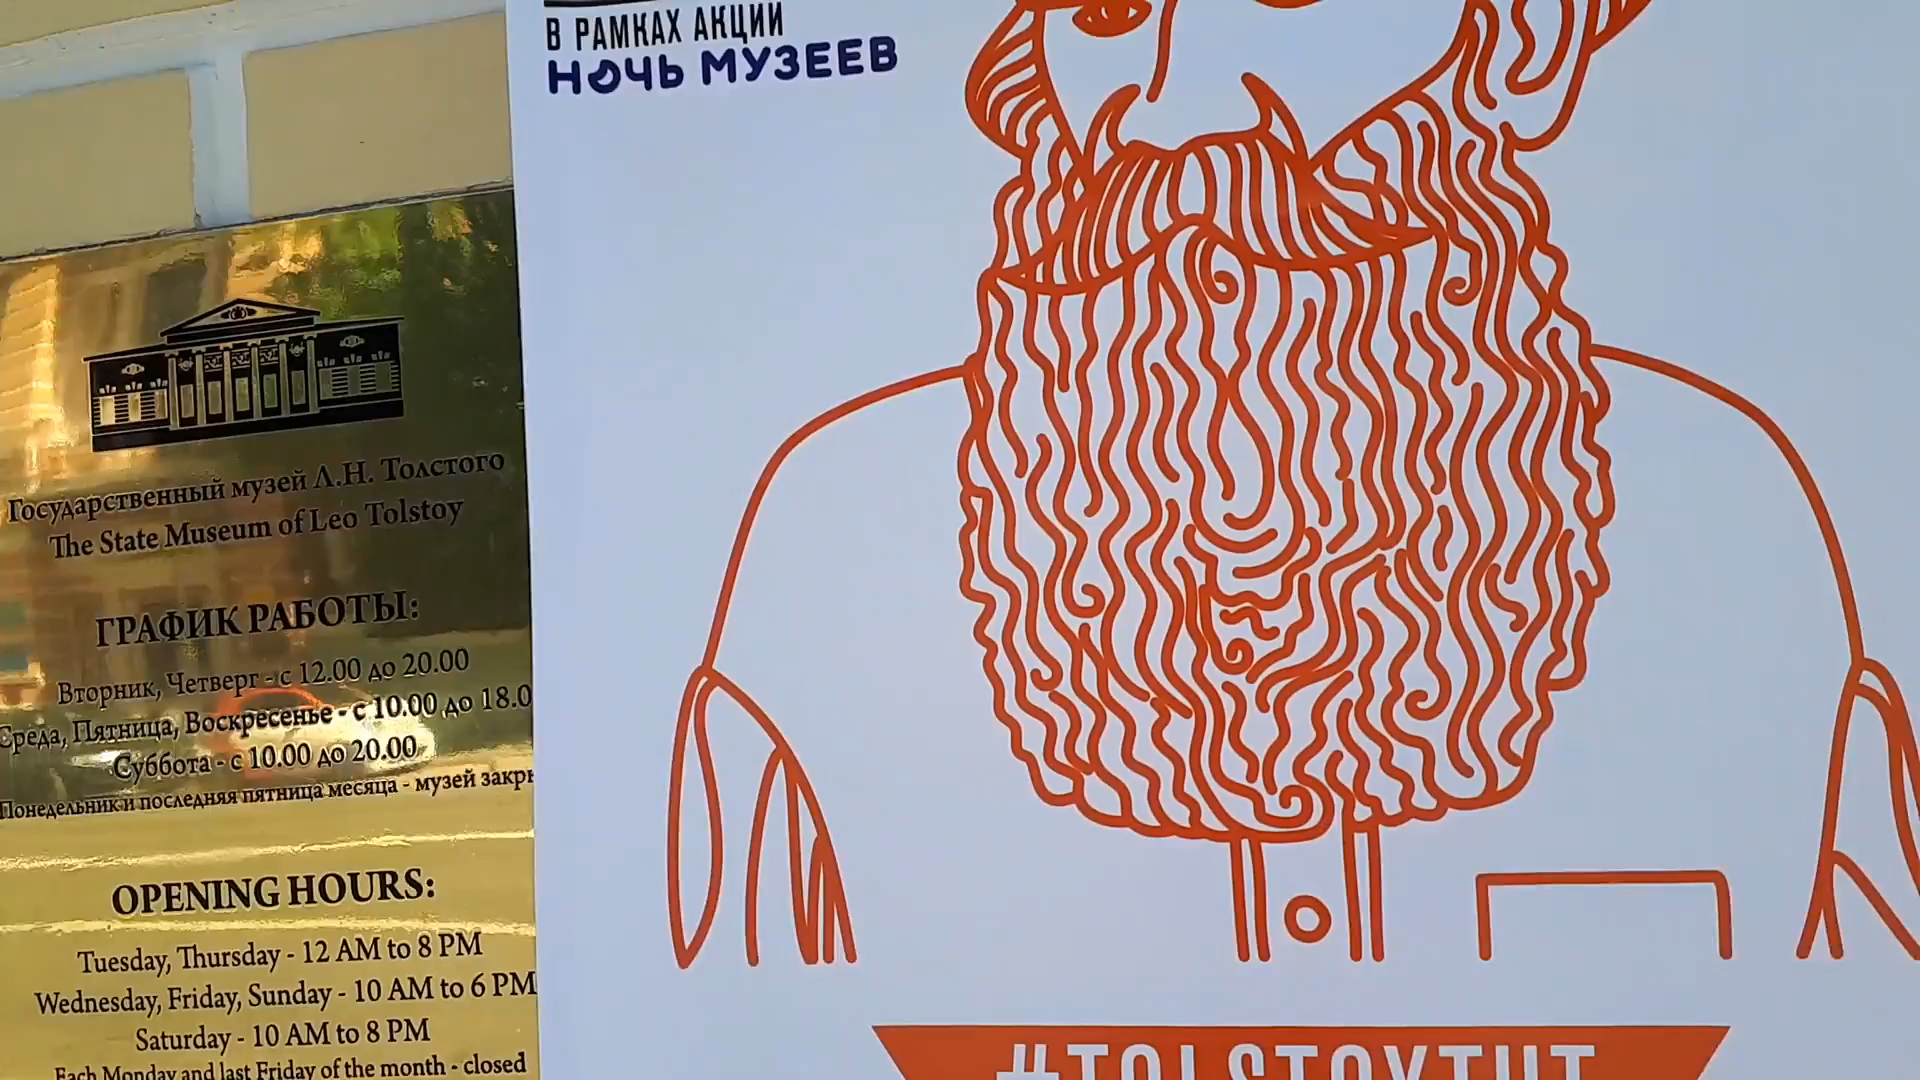 В РАМКАХ АКЦИИ
НОЧЬ МУЗЕЕВ
Государственный музей Л.Н. Толстого
The State Museum of Leo Tolstoy
ГРАФИК РАБОТЫ:
Вторник, Четверг - с 12.00 до 20.00
Среда, Пятница, Воскресенье - с 10.00 до 18.0
Суббота - с 10.00 до 20.00
Понедельник и последняя пятница месяца - музей
OPENING HOURS:
Tuesday, Thursday - 12 AM to 8 PM
Wednesday, Friday, Sunday - 10 AM to 6 PM
Saturday - 10 AM to 8 PM
Each Monday and last Friday of the month - closed
#TOLSTOYТУТ